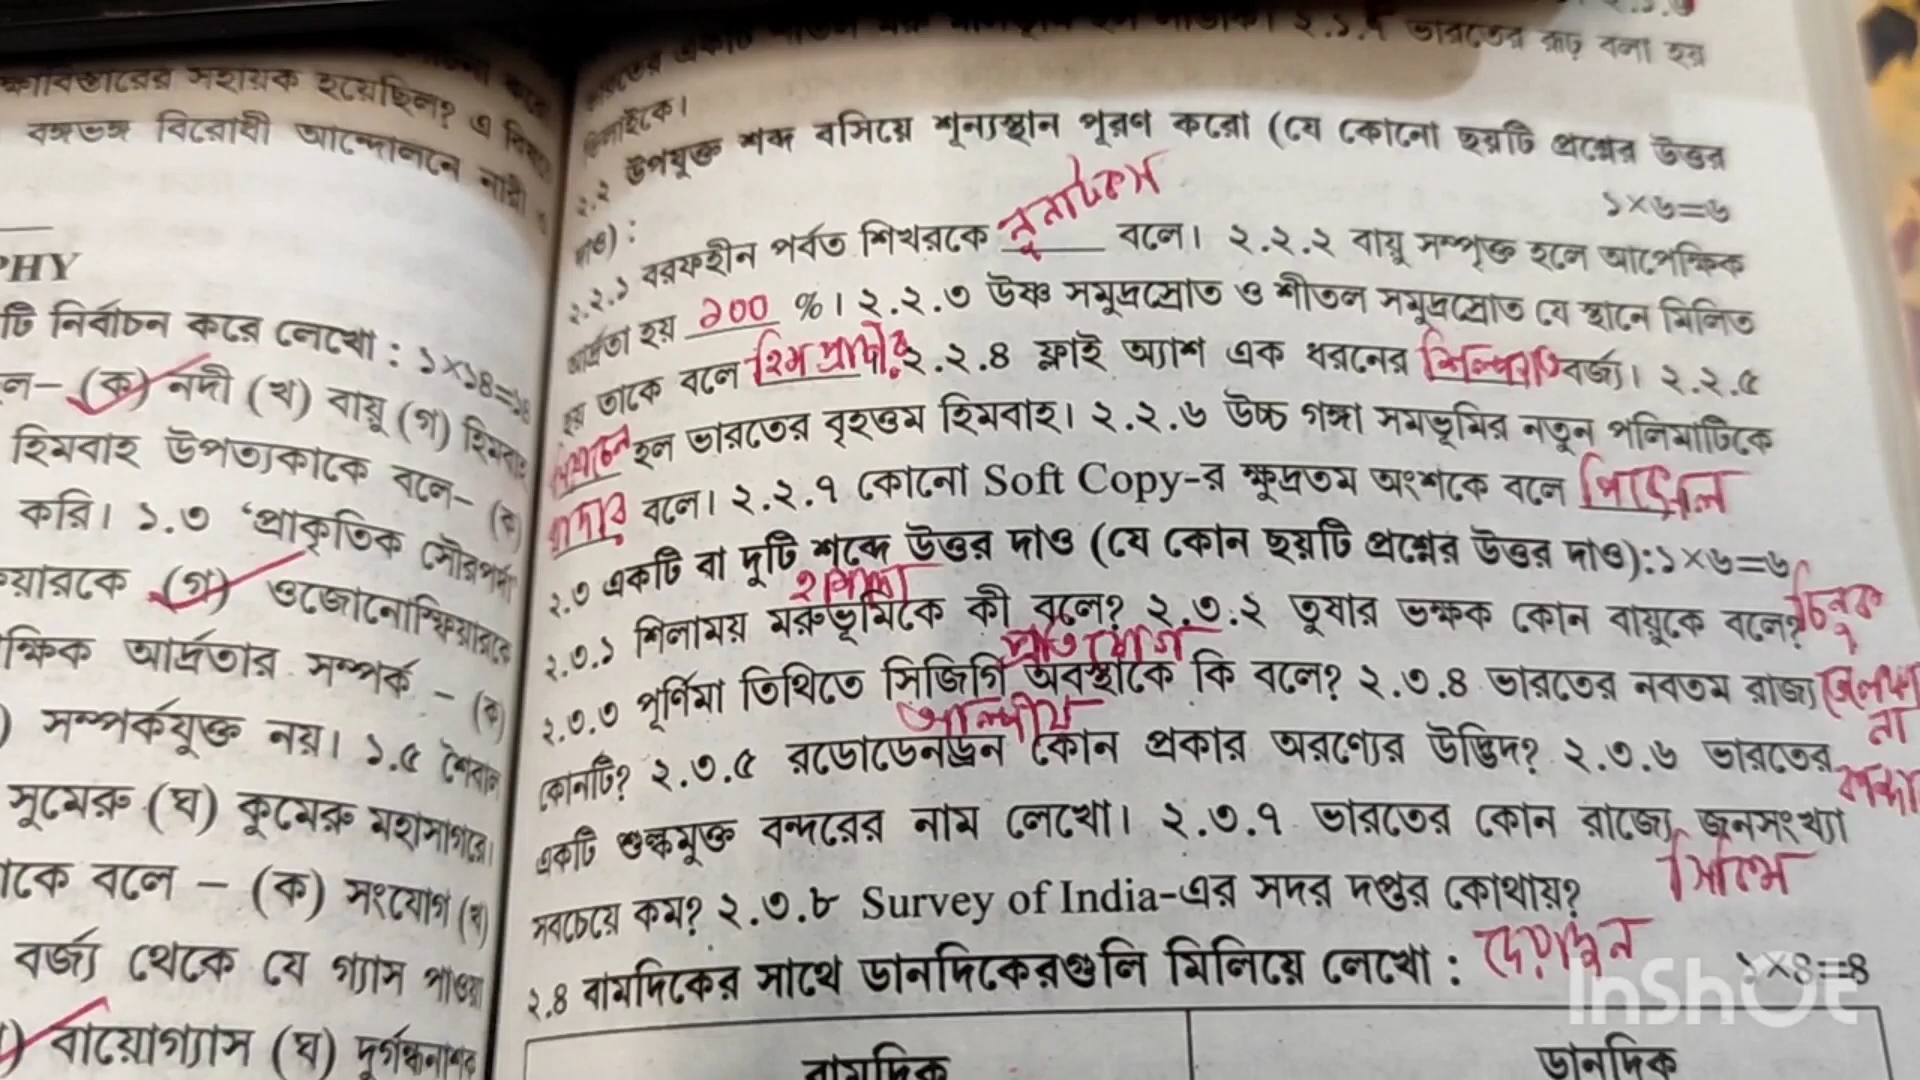 ২.১.৭ ভারতের রূঢ় বলা হয়
ভিলাইকে।
২.২ উপযুক্ত শব্দ বসিয়ে শূন্যস্থান পূরণ করো (যে কোনো ছয়টি প্রশ্নের উত্তর
দাও) : ১×৬=৬
২.২.১ বরফহীন পর্বত শিখরকে নুনাটকস বলে। ২.২.২ বায়ু সম্পৃক্ত হলে আপেক্ষিক
আর্দ্রতা হয় ১০০ %। ২.২.৩ উষ্ণ সমুদ্রস্রোত ও শীতল সমুদ্রস্রোত যে স্থানে মিলিত
হয় তাকে বলে হিমপ্রাচীর ২.২.৪ ফ্লাই অ্যাশ এক ধরনের বর্জ্য। ২.২.৫
হল ভারতের বৃহত্তম হিমবাহ। ২.২.৬ উচ্চ গঙ্গা সমভূমির নতুন পলিমাটিকে
খাদার বলে। ২.২.৭ কোনো Soft Copy-র ক্ষুদ্রতম অংশকে বলে
২.৩ একটি বা দুটি শব্দে উত্তর দাও (যে কোন ছয়টি প্রশ্নের উত্তর দাও):১×৬=৬
২.৩.১ শিলাময় মরুভূমিকে কী বলে? ২.৩.২ তুষার ভক্ষক কোন বায়ুকে বলে? চিনুক
প্রতিযোগ
২.৩.৩ পূর্ণিমা তিথিতে সিজিগি অবস্থাকে কি বলে? ২.৩.৪ ভারতের নবতম রাজ্য
কোনটি? ২.৩.৫ রডোডেনড্রন কোন প্রকার অরণ্যের উদ্ভিদ? ২.৩.৬ ভারতের
একটি শুল্কমুক্ত বন্দরের নাম লেখো। ২.৩.৭ ভারতের কোন রাজ্যে জনসংখ্যা
সবচেয়ে কম? ২.৩.৮ Survey of India-এর সদর দপ্তর কোথায়?
২.৪ বামদিকের সাথে ডানদিকেরগুলি মিলিয়ে লেখো : ১×৪=৪
বামদিক ডানদিক
সহায়ক হয়েছিল? এ
বঙ্গভঙ্গ বিরোধী আন্দোলনে নারী
PHY
টি নির্বাচন করে লেখো : ১×১৪=১৪
ল– (ক) নদী (খ) বায়ু (গ) হিমবাহ
হিমবাহ উপত্যকাকে বলে– (ক)
করি। ১.৩ ‘প্রাকৃতিক সৌরপর্দা
য়ারকে (গ) ওজোনোস্ফিয়ারকে
ক্ষিক আর্দ্রতার সম্পর্ক – (ক)
) সম্পর্কযুক্ত নয়। ১.৫ শৈবাল
সুমেরু (ঘ) কুমেরু মহাসাগরে।
াকে বলে – (ক) সংযোগ (খ)
বর্জ্য থেকে যে গ্যাস পাওয়া
) বায়োগ্যাস (ঘ) দুর্গন্ধনাশক
InShOt